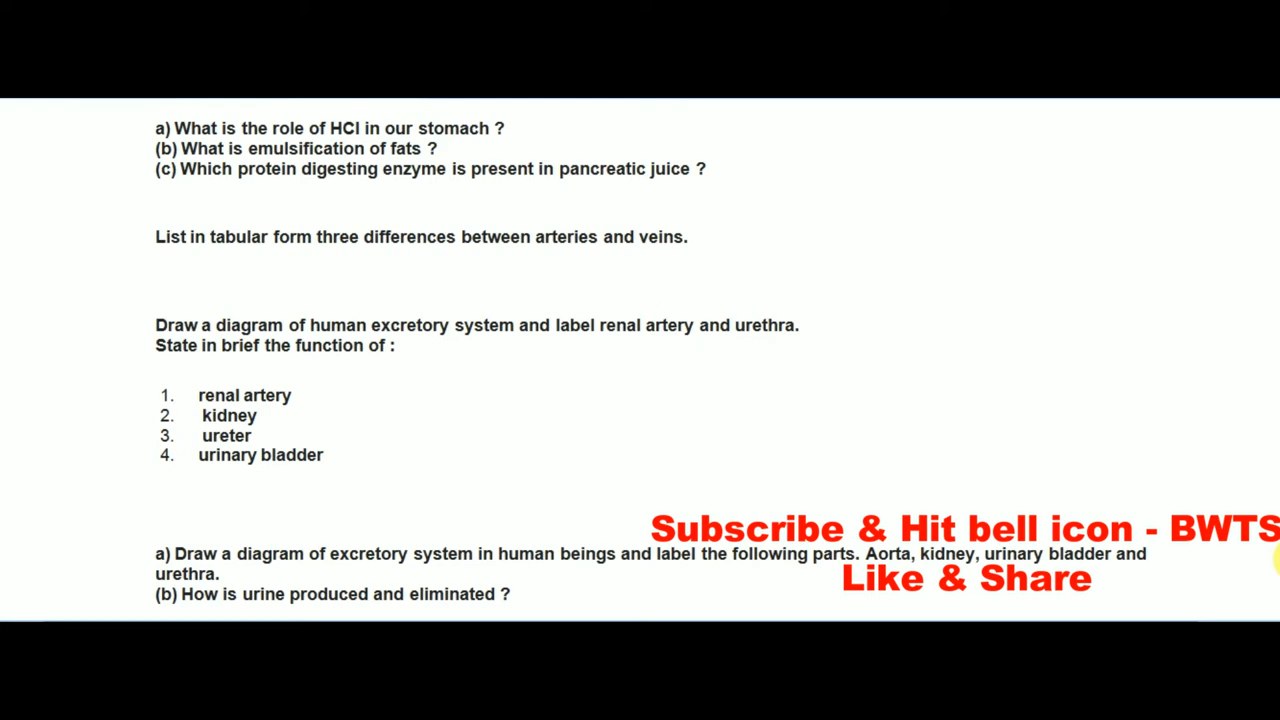 a) What is the role of HCl in our stomach ?
(b) What is emulsification of fats ?
(c) Which protein digesting enzyme is present in pancreatic juice ?
List in tabular form three differences between arteries and veins.
Draw a diagram of human excretory system and label renal artery and urethra.
State in brief the function of :
1. renal artery
2. kidney
3. ureter
4. urinary bladder
Subscribe & Hit bell icon - BWTS
a) Draw a diagram of excretory system in human beings and label the following parts. Aorta, kidney, urinary bladder and
urethra.
Like & Share
(b) How is urine produced and eliminated ?